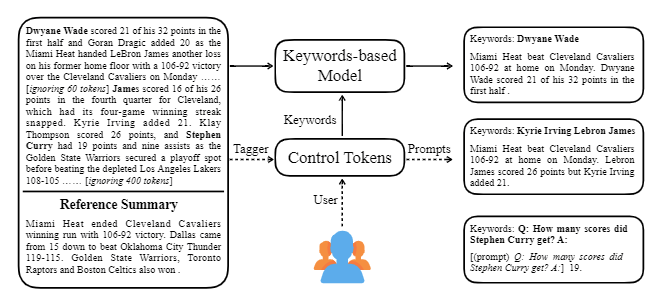 Dwyane Wade scored 21 of his 32 points in the
first half and Goran Dragic added 20 as the
Miami Heat handed LeBron James another loss
on his former home floor with a 106-92 victory
over the Cleveland Cavaliers on Monday ……
[ignoring 60 tokens] James scored 16 of his 26
points in the fourth quarter for Cleveland,
which had its four-game winning streak
snapped. Kyrie Irving added 21. Klay
Thompson scored 26 points, and Stephen
Curry had 19 points and nine assists as the
Golden State Warriors secured a playoff spot
before beating the depleted Los Angeles Lakers
108-105 …… [ignoring 400 tokens]
Reference Summary
Miami Heat ended Cleveland Cavaliers
winning run with 106-92 victory. Dallas came
from 15 down to beat Oklahoma City Thunder
119-115. Golden State Warriors, Toronto
Raptors and Boston Celtics also won .
Keywords-based
Model
Keywords
Tagger
Control Tokens
Prompts
User
Keywords: Dwyane Wade
Miami Heat beat Cleveland Cavaliers
106-92 at home on Monday. Dwyane
Wade scored 21 of his 32 points in the
first half .
Keywords: Kyrie Irving Lebron James
Miami Heat beat Cleveland Cavaliers
106-92 at home on Monday. Lebron
James scored 26 points but Kyrie Irving
added 21.
Keywords: Q: How many scores did
Stephen Curry get? A:
[(prompt) Q: How many scores did
Stephen Curry get? A:] 19.